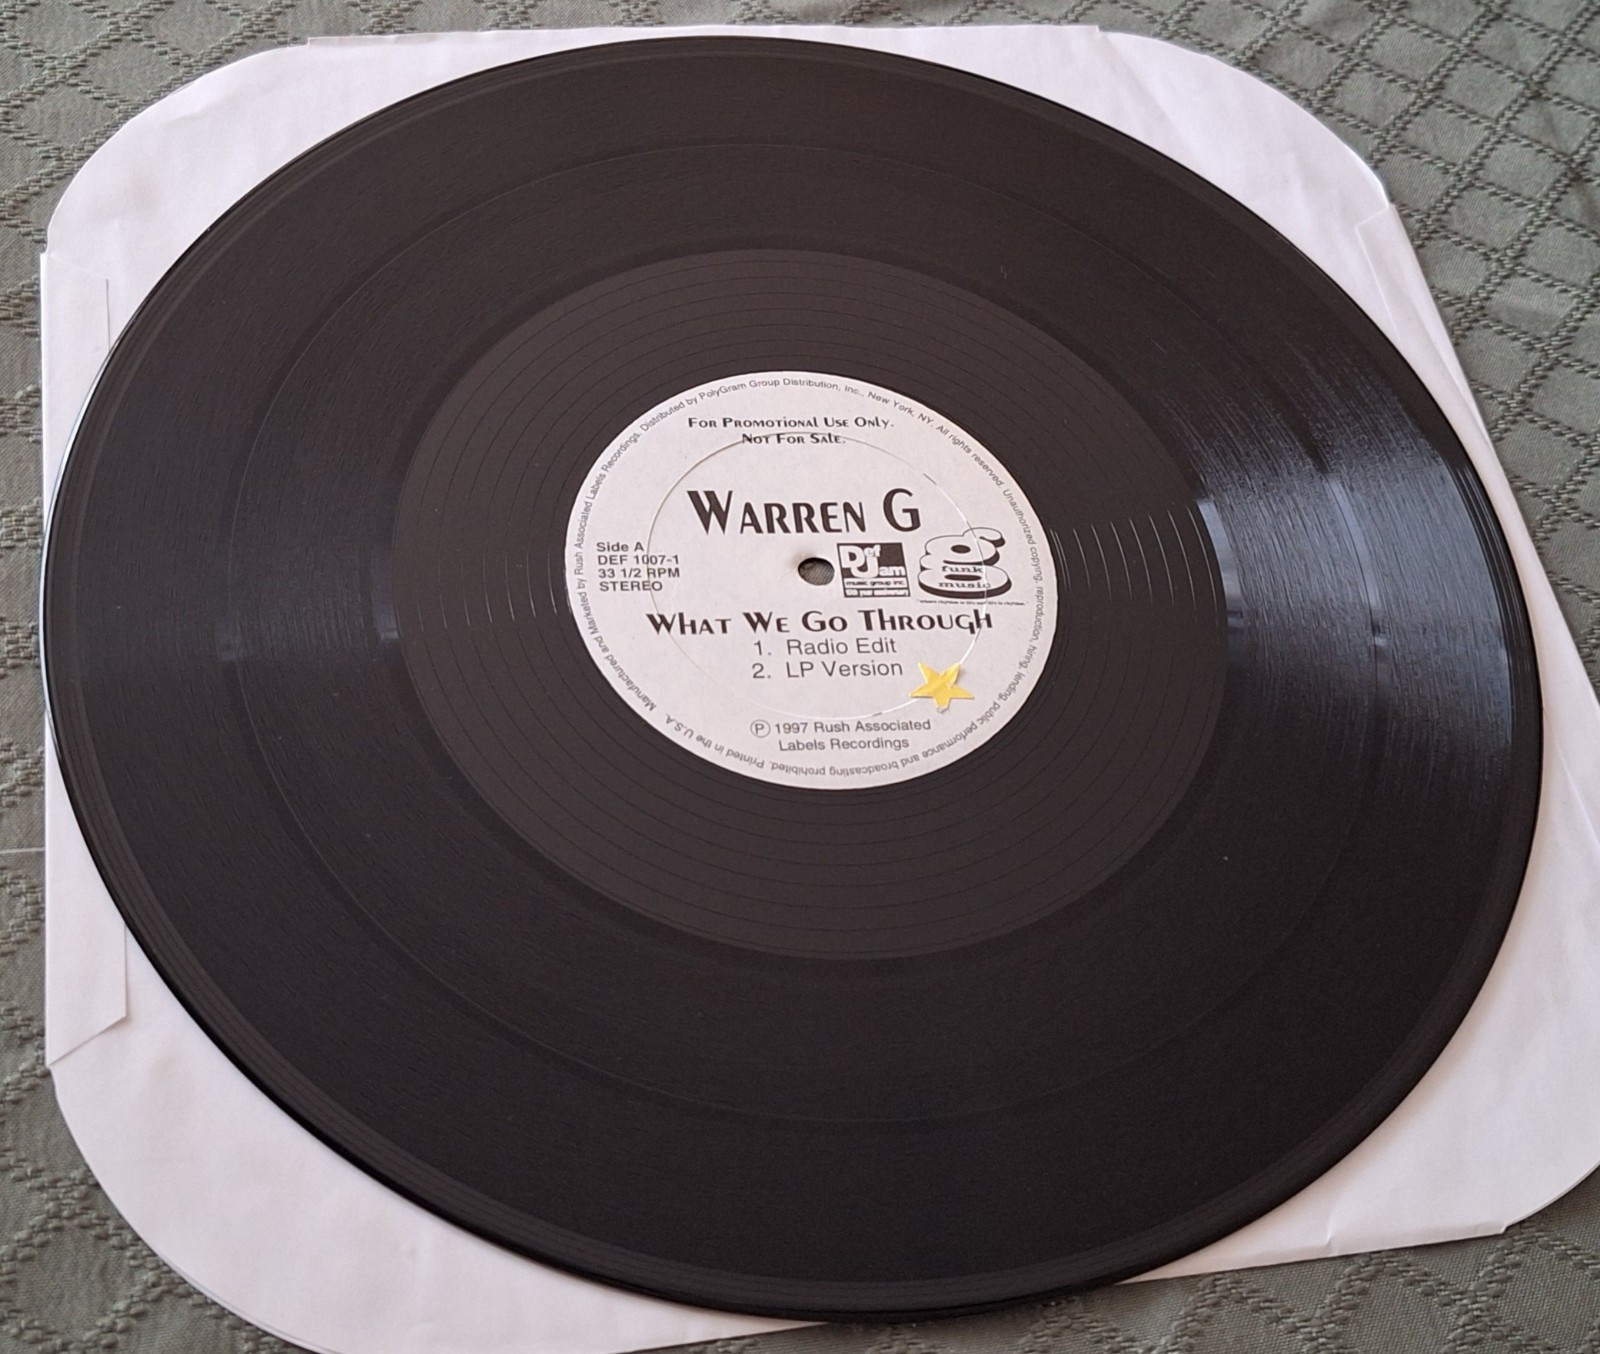 For Promotional Use Only.
Not For Sale.
Warren G
Side A
DEF 1007-1
33 1/2 RPM
STEREO
Def
Jam
music group inc.
g
funk
music
What We Go Through
1. Radio Edit
2. LP Version
Ⓟ 1997 Rush Associated
Labels Recordings
Manufactured and Marketed by Rush Associated Labels Recordings. Distributed by PolyGram Group Distribution, Inc., New York, NY. All rights reserved. Unauthorized copying, reproduction, hiring, lending, public performance and broadcasting prohibited. Printed in the U.S.A.